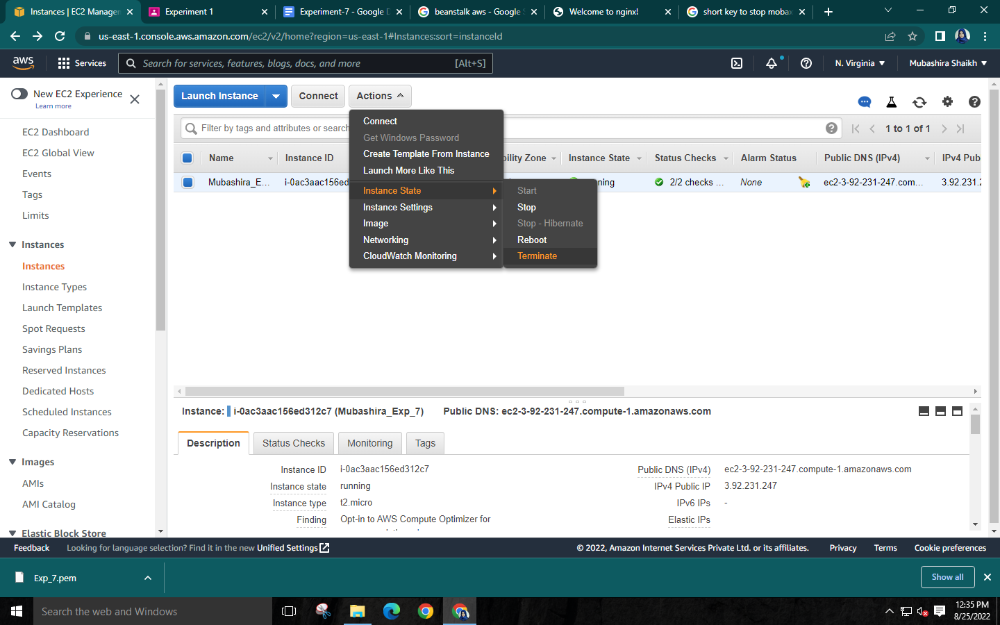 Instances | EC2 Manager
Experiment 1
Experiment-7 - Google D
beanstalk aws - Google S
Welcome to nginx!
short key to stop mobax
us-east-1.console.aws.amazon.com/ec2/v2/home?region=us-east-1#Instances:sort=instanceId
aws
Services
Search for services, features, blogs, docs, and more
[Alt+S]
N. Virginia
Mubashira Shaikh
New EC2 Experience
Learn more
EC2 Dashboard
EC2 Global View
Events
Tags
Limits
Instances
Instances
Instance Types
Launch Templates
Spot Requests
Savings Plans
Reserved Instances
Dedicated Hosts
Scheduled Instances
Capacity Reservations
Images
AMIs
AMI Catalog
Elastic Block Store
Launch Instance
Connect
Actions
Filter by tags and attributes or search
1 to 1 of 1
Name
Instance ID
bility Zone
Instance State
Status Checks
Alarm Status
Public DNS (IPv4)
IPv4 Pub
Mubashira_E...
i-0ac3aac156ed
nning
2/2 checks ...
None
ec2-3-92-231-247.com...
3.92.231.2
Connect
Get Windows Password
Create Template From Instance
Launch More Like This
Instance State
Instance Settings
Image
Networking
CloudWatch Monitoring
Start
Stop
Stop - Hibernate
Reboot
Terminate
Instance: i-0ac3aac156ed312c7 (Mubashira_Exp_7) Public DNS: ec2-3-92-231-247.compute-1.amazonaws.com
Description
Status Checks
Monitoring
Tags
Instance ID i-0ac3aac156ed312c7
Instance state running
Instance type t2.micro
Finding Opt-in to AWS Compute Optimizer for
Public DNS (IPv4) ec2-3-92-231-247.compute-1.amazonaws.com
IPv4 Public IP 3.92.231.247
IPv6 IPs -
Elastic IPs
Feedback
Looking for language selection? Find it in the new Unified Settings
© 2022, Amazon Internet Services Private Ltd. or its affiliates.
Privacy
Terms
Cookie preferences
Exp_7.pem
Show all
Search the web and Windows
12:35 PM
8/25/2022